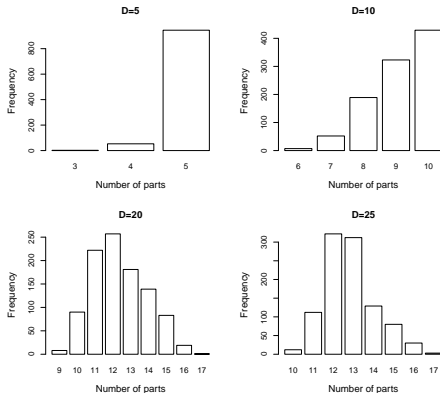 D=5
Frequency
0 200 400 600 800
3 4 5
Number of parts
D=10
Frequency
0 100 200 300 400
6 7 8 9 10
Number of parts
D=20
Frequency
0 50 100 150 200 250
9 10 11 12 13 14 15 16 17
Number of parts
D=25
Frequency
0 50 100 200 300
10 11 12 13 14 15 16 17
Number of parts